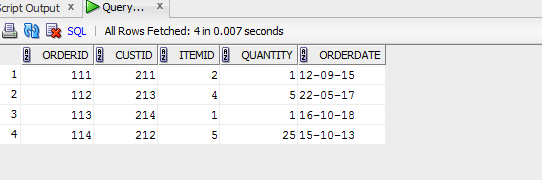 Script Output × Query... ×
SQL | All Rows Fetched: 4 in 0.007 seconds
ORDERID CUSTID ITEMID QUANTITY ORDERDATE
1 111 211 2 1 12-09-15
2 112 213 4 5 22-05-17
3 113 214 1 1 16-10-18
4 114 212 5 25 15-10-13